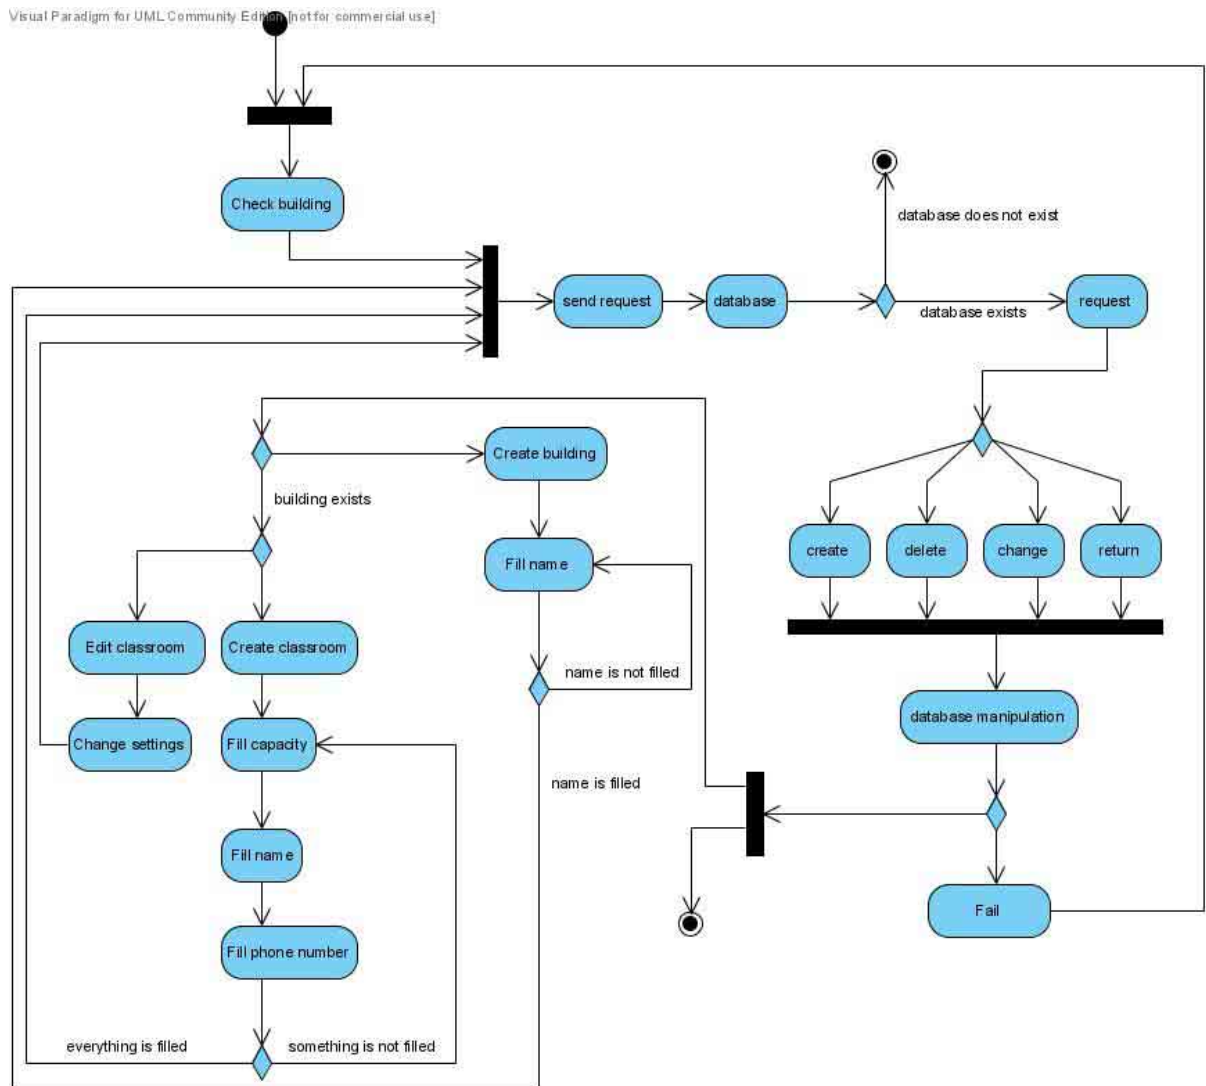 Visual Paradigm for UML Community Edition [not for commercial use]
Check building
database does not exist
send request
database
database exists
request
Create building
building exists
create
delete
change
return
Fill name
Edit classroom
Create classroom
name is not filled
database manipulation
Change settings
Fill capacity
name is filled
Fill name
Fail
Fill phone number
everything is filled
something is not filled